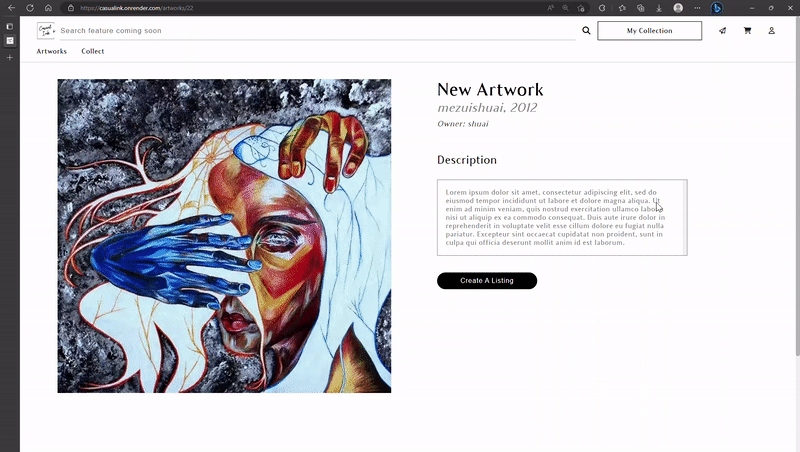 https://casualink.onrender.com/artworks/22
Casual
Ink
Search feature coming soon
My Collection
Artworks
Collect
New Artwork
mezuishuai, 2012
Owner: shuai
Description
Lorem ipsum dolor sit amet, consectetur adipiscing elit, sed do
eiusmod tempor incididunt ut labore et dolore magna aliqua. Ut
enim ad minim veniam, quis nostrud exercitation ullamco laboris
nisi ut aliquip ex ea commodo consequat. Duis aute irure dolor in
reprehenderit in voluptate velit esse cillum dolore eu fugiat nulla
pariatur. Excepteur sint occaecat cupidatat non proident, sunt in
culpa qui officia deserunt mollit anim id est laborum.
Create A Listing